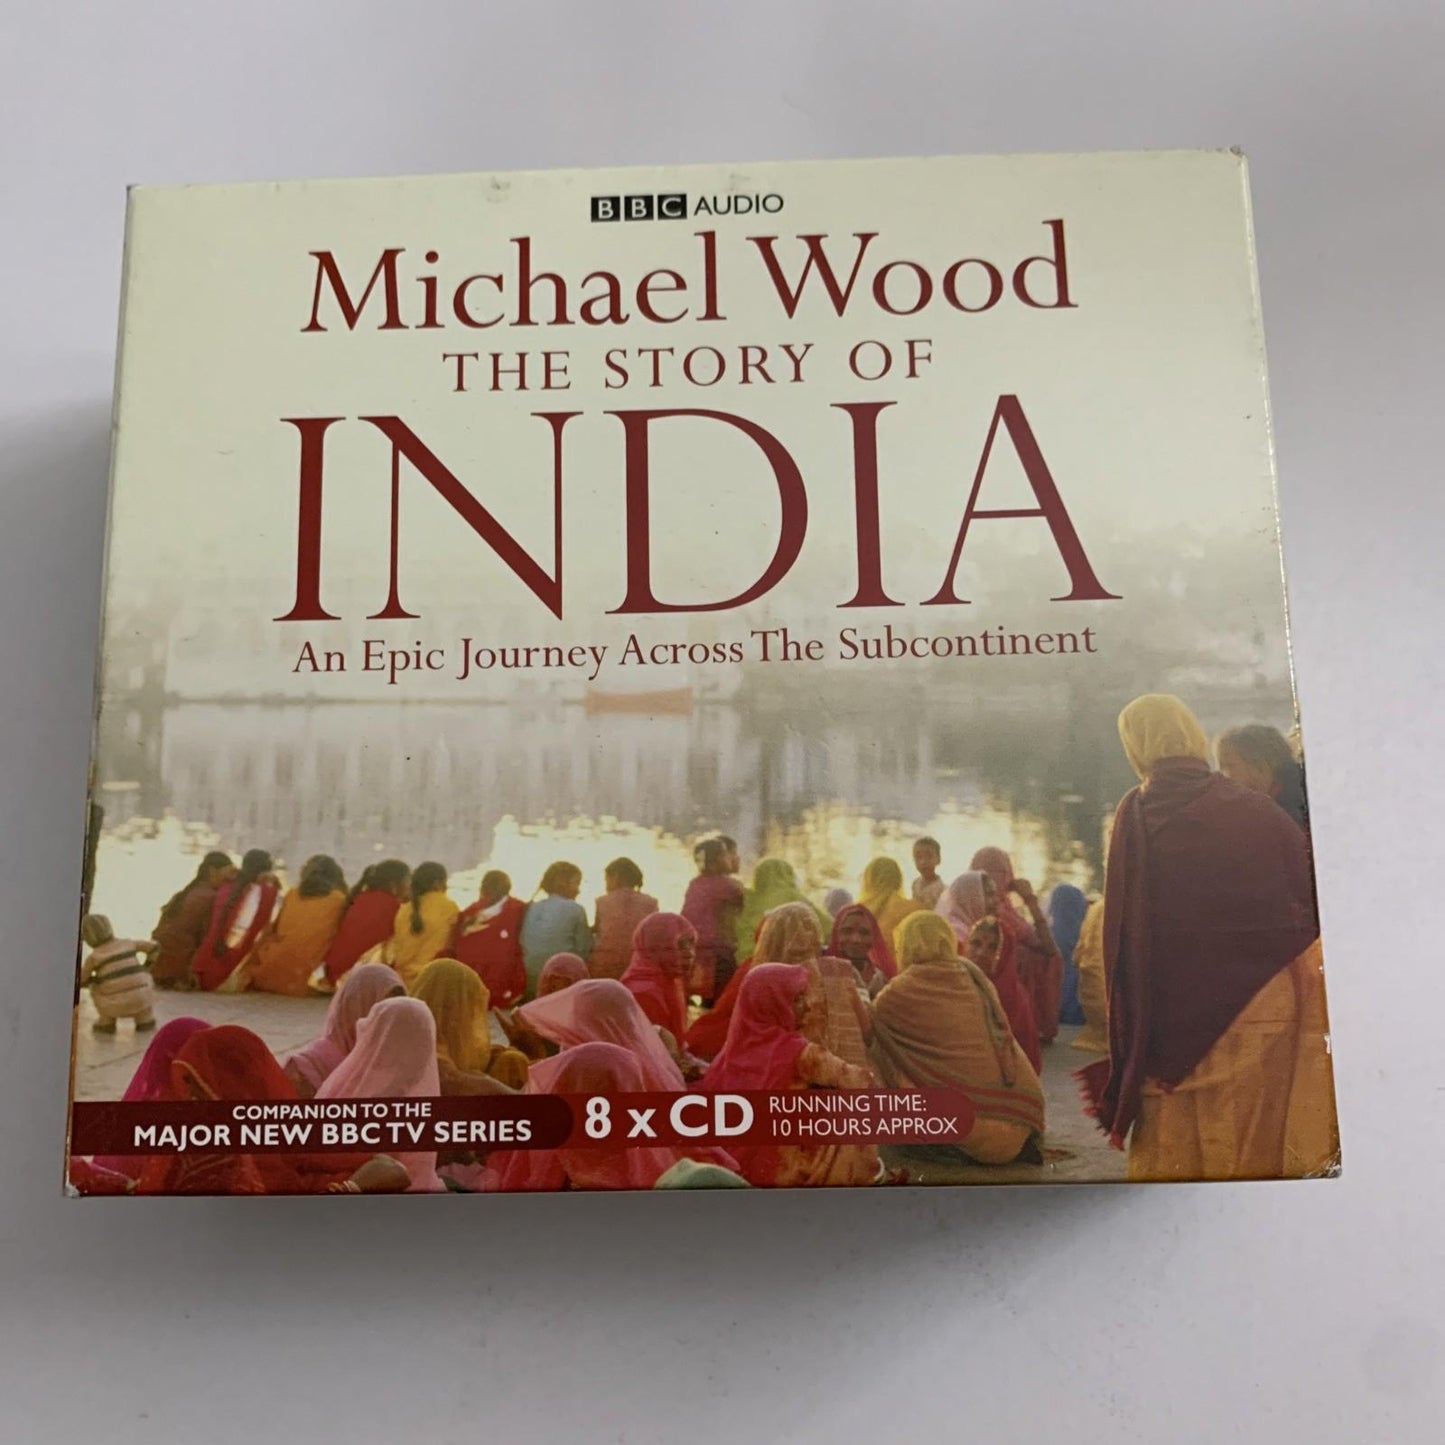 BBC AUDIO
Michael Wood
THE STORY OF
INDIA
An Epic Journey Across The Subcontinent
COMPANION TO THE
MAJOR NEW BBC TV SERIES
8 x CD
RUNNING TIME:
10 HOURS APPROX